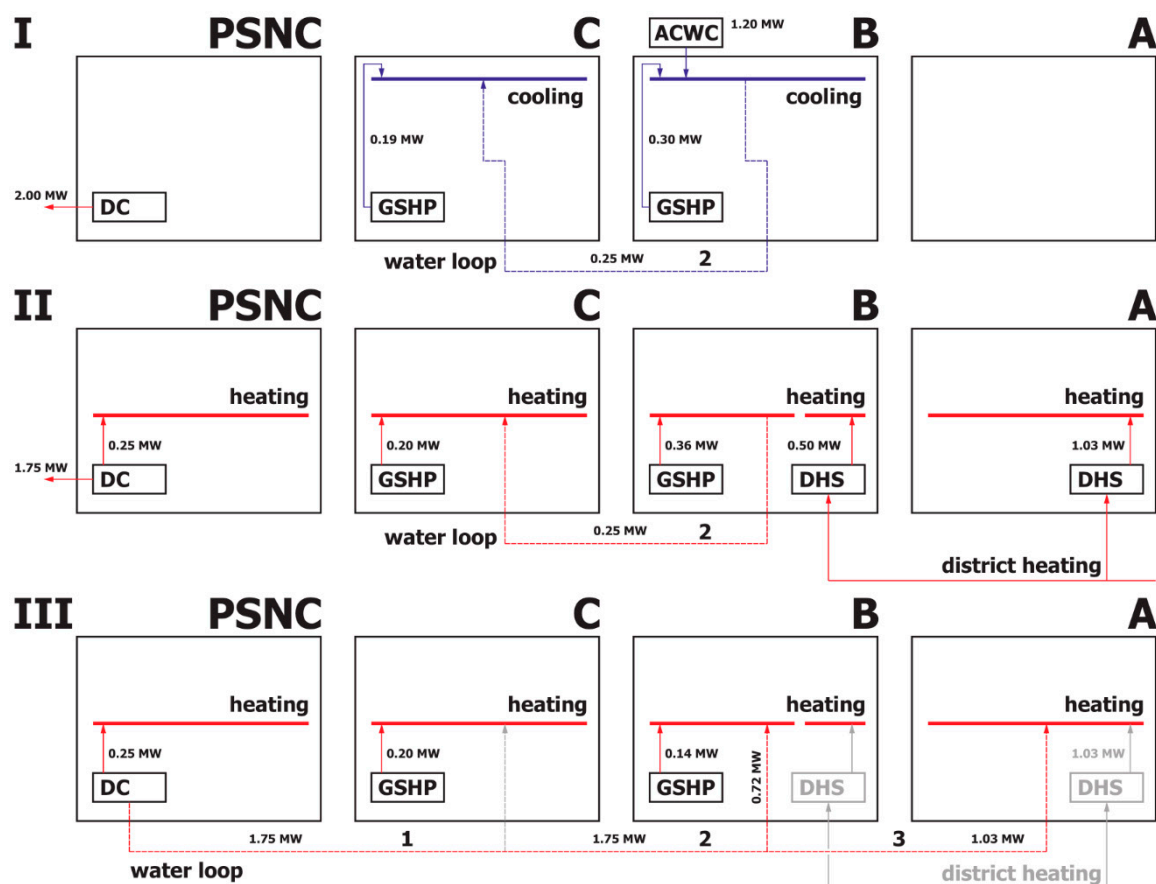 I PSNC C B A
ACWC 1.20 MW
cooling cooling
0.19 MW 0.30 MW
2.00 MW
DC GSHP GSHP
water loop 0.25 MW 2
II PSNC C B A
heating heating heating heating
0.25 MW 0.20 MW 0.36 MW 0.50 MW 1.03 MW
1.75 MW
DC GSHP GSHP DHS DHS
water loop 0.25 MW 2
district heating
III PSNC C B A
heating heating heating heating
0.25 MW 0.20 MW 0.14 MW 0.72 MW 1.03 MW
DC GSHP GSHP DHS DHS
1.75 MW 1 1.75 MW 2 3 1.03 MW
water loop district heating